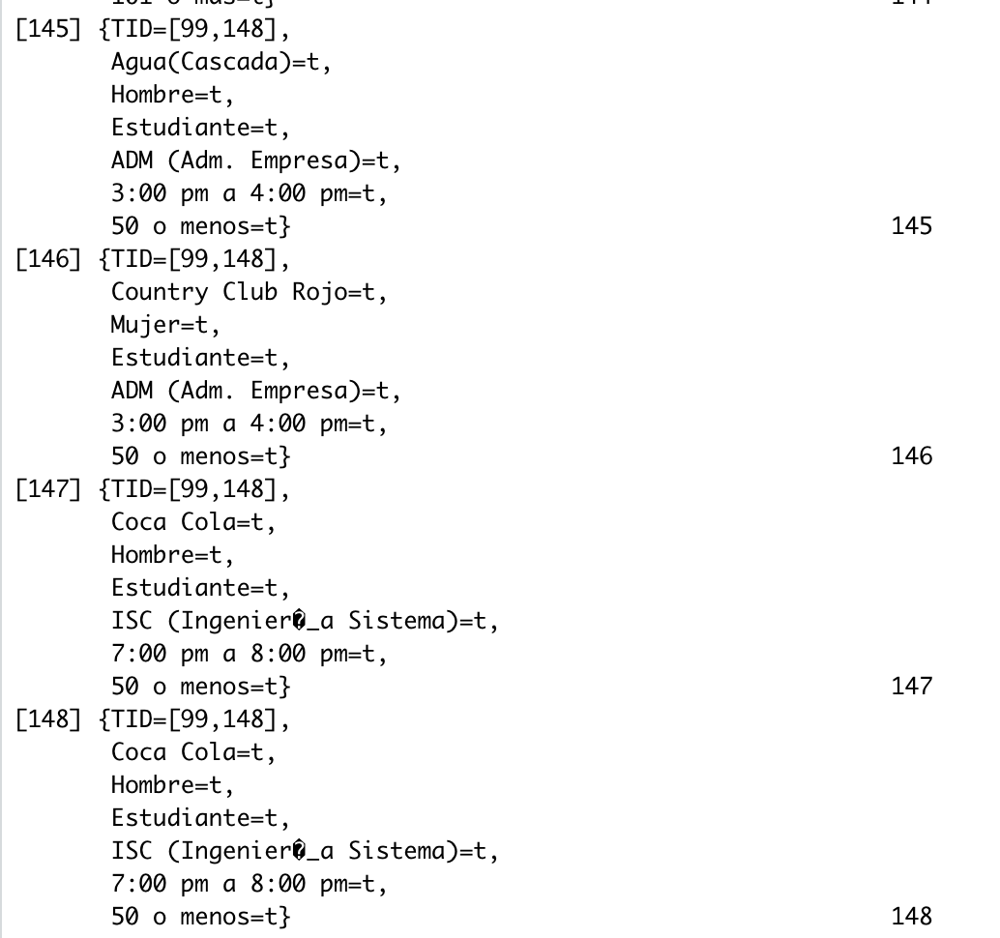 [145] {TID=[99,148],
Agua(Cascada)=t,
Hombre=t,
Estudiante=t,
ADM (Adm. Empresa)=t,
3:00 pm a 4:00 pm=t,
50 o menos=t} 145
[146] {TID=[99,148],
Country Club Rojo=t,
Mujer=t,
Estudiante=t,
ADM (Adm. Empresa)=t,
3:00 pm a 4:00 pm=t,
50 o menos=t} 146
[147] {TID=[99,148],
Coca Cola=t,
Hombre=t,
Estudiante=t,
ISC (Ingenier�_a Sistema)=t,
7:00 pm a 8:00 pm=t,
50 o menos=t} 147
[148] {TID=[99,148],
Coca Cola=t,
Hombre=t,
Estudiante=t,
ISC (Ingenier�_a Sistema)=t,
7:00 pm a 8:00 pm=t,
50 o menos=t} 148